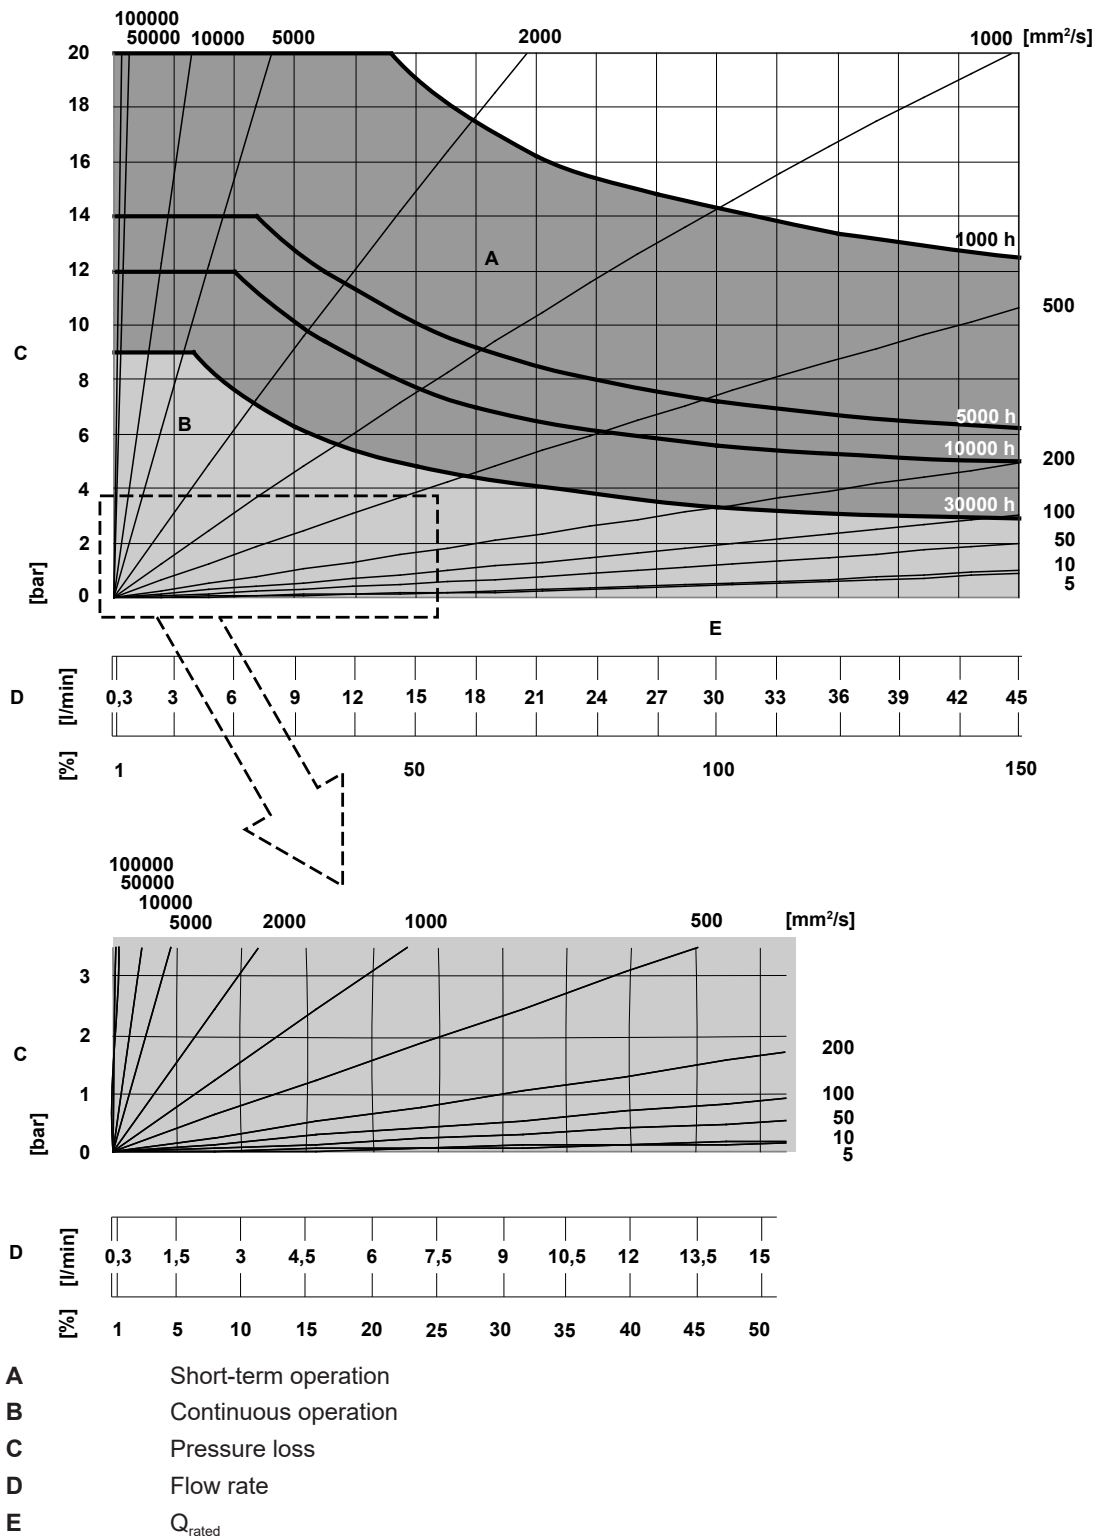 100000
50000 10000 5000 2000 1000 [mm²/s]
20
18
16
14
12
10
8
6
4
2
0
C
[bar]
A
B
1000 h
500
5000 h
10000 h
200
30000 h
100
50
10
5
E
D [l/min] 0,3 3 6 9 12 15 18 21 24 27 30 33 36 39 42 45
[%] 1 50 100 150
100000
50000
10000
5000 2000 1000 500 [mm²/s]
3
2
1
0
C
[bar]
200
100
50
10
5
D [l/min] 0,3 1,5 3 4,5 6 7,5 9 10,5 12 13,5 15
[%] 1 5 10 15 20 25 30 35 40 45 50
A Short-term operation
B Continuous operation
C Pressure loss
D Flow rate
E Qrated